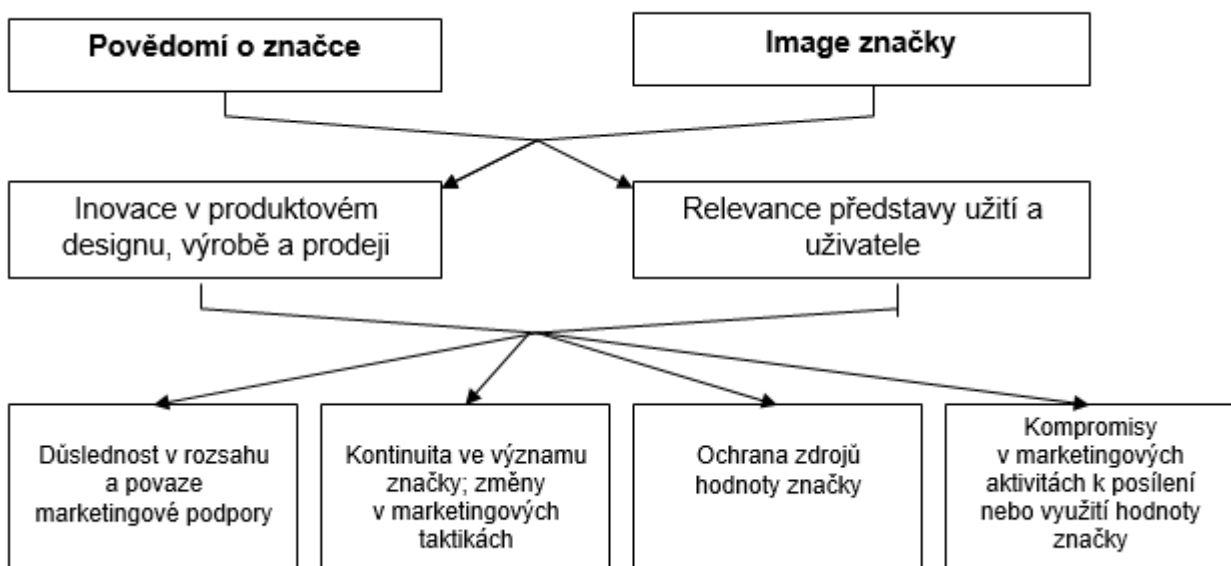 Povědomí o značce
Image značky
Inovace v produktovém
designu, výrobě a prodeji
Relevance představy užití a
uživatele
Důslednost v rozsahu
a povaze
marketingové podpory
Kontinuita ve významu
značky; změny
v marketingových
taktikách
Ochrana zdrojů
hodnoty značky
Kompromisy
v marketingových
aktivitách k posílení
nebo využití hodnoty
značky